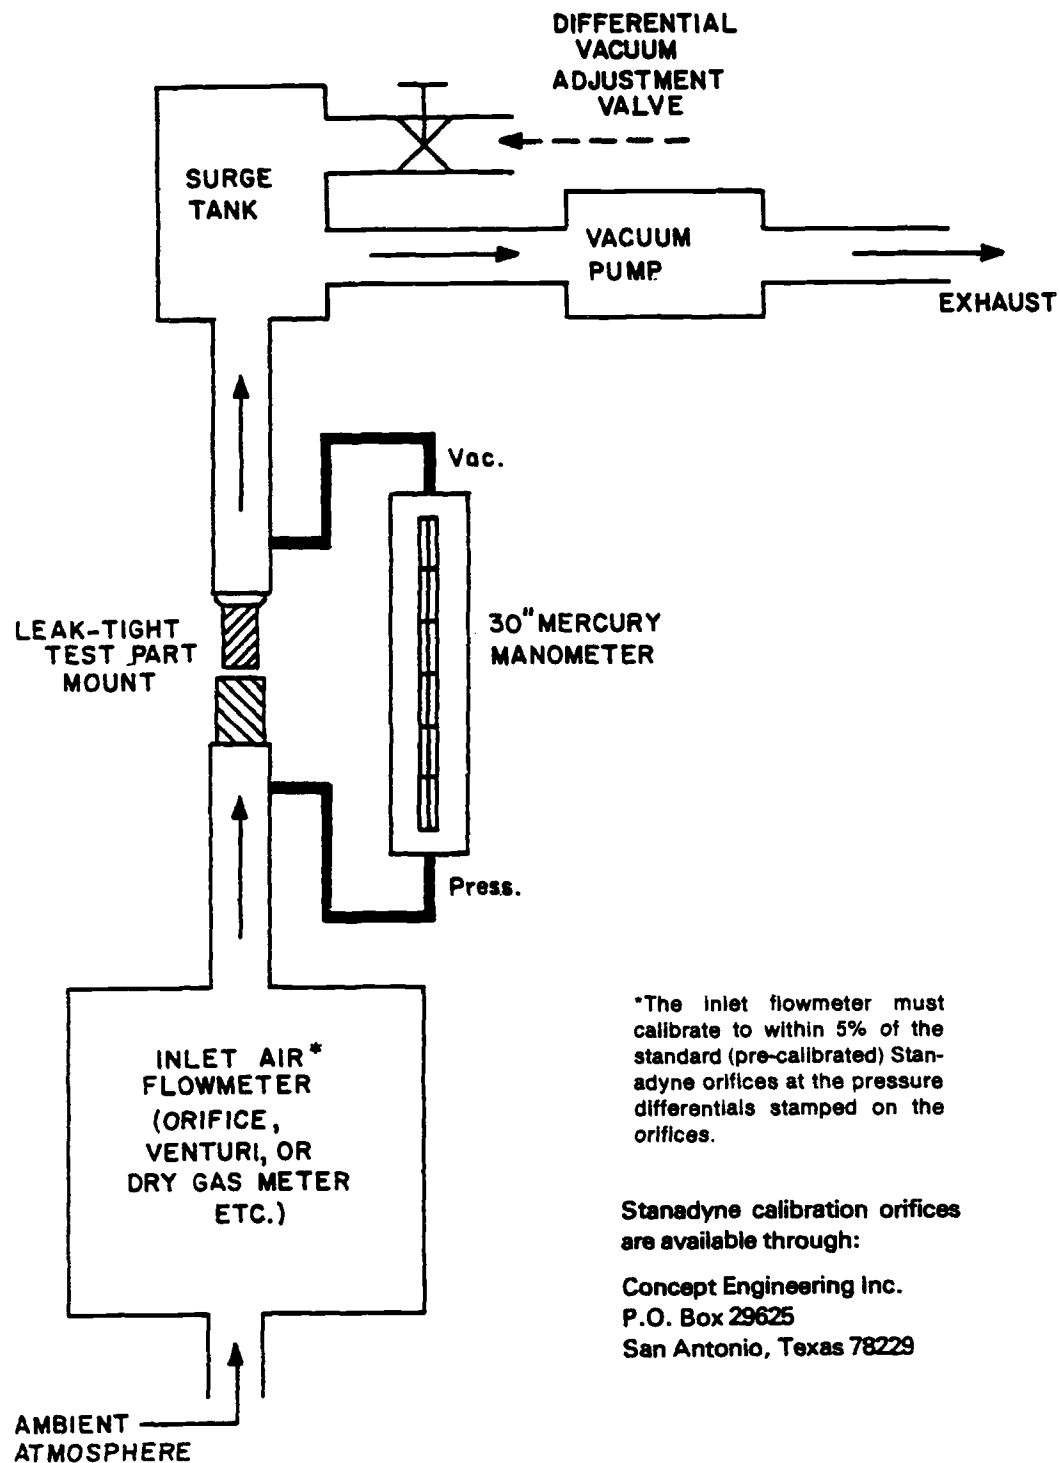 DIFFERENTIAL
VACUUM
ADJUSTMENT
VALVE
SURGE
TANK
VACUUM
PUMP
EXHAUST
Vac.
30" MERCURY
MANOMETER
LEAK-TIGHT
TEST PART
MOUNT
Press.
INLET AIR*
FLOWMETER
(ORIFICE,
VENTURI, OR
DRY GAS METER
ETC.)
*The inlet flowmeter must
calibrate to within 5% of the
standard (pre-calibrated) Stan-
adyne orifices at the pressure
differentials stamped on the
orifices.
Stanadyne calibration orifices
are available through:
Concept Engineering Inc.
P.O. Box 29625
San Antonio, Texas 78229
AMBIENT
ATMOSPHERE